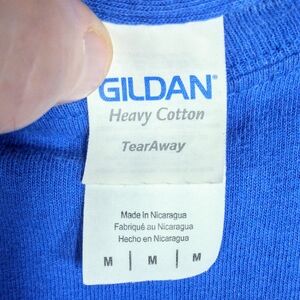 GILDAN®
Heavy Cotton
TearAway
Made in Nicaragua
Fabriqué au Nicaragua
Hecho en Nicaragua
M | M | M